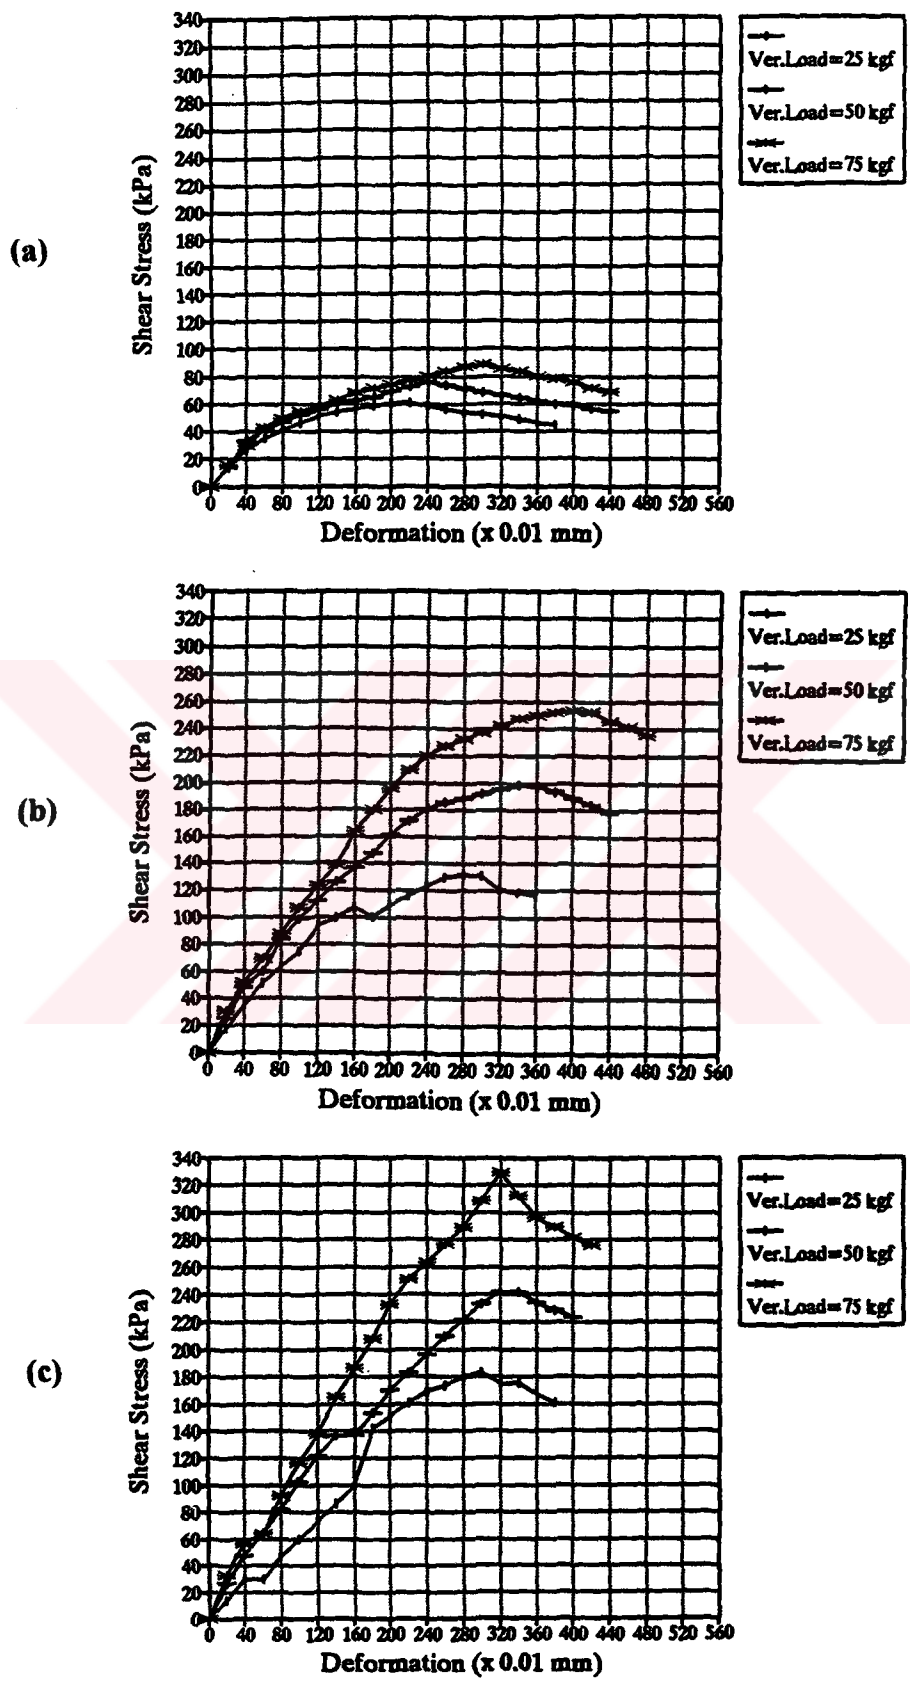 (a)
Shear Stress (kPa)
340
320
300
280
260
240
220
200
180
160
140
120
100
80
60
40
20
0
0 40 80 120 160 200 240 280 320 360 400 440 480 520 560
Deformation (x 0.01 mm)
Ver.Load=25 kgf
Ver.Load=50 kgf
Ver.Load=75 kgf
(b)
Shear Stress (kPa)
340
320
300
280
260
240
220
200
180
160
140
120
100
80
60
40
20
0
0 40 80 120 160 200 240 280 320 360 400 440 480 520 560
Deformation (x 0.01 mm)
Ver.Load=25 kgf
Ver.Load=50 kgf
Ver.Load=75 kgf
(c)
Shear Stress (kPa)
340
320
300
280
260
240
220
200
180
160
140
120
100
80
60
40
20
0
0 40 80 120 160 200 240 280 320 360 400 440 480 520 560
Deformation (x 0.01 mm)
Ver.Load=25 kgf
Ver.Load=50 kgf
Ver.Load=75 kgf